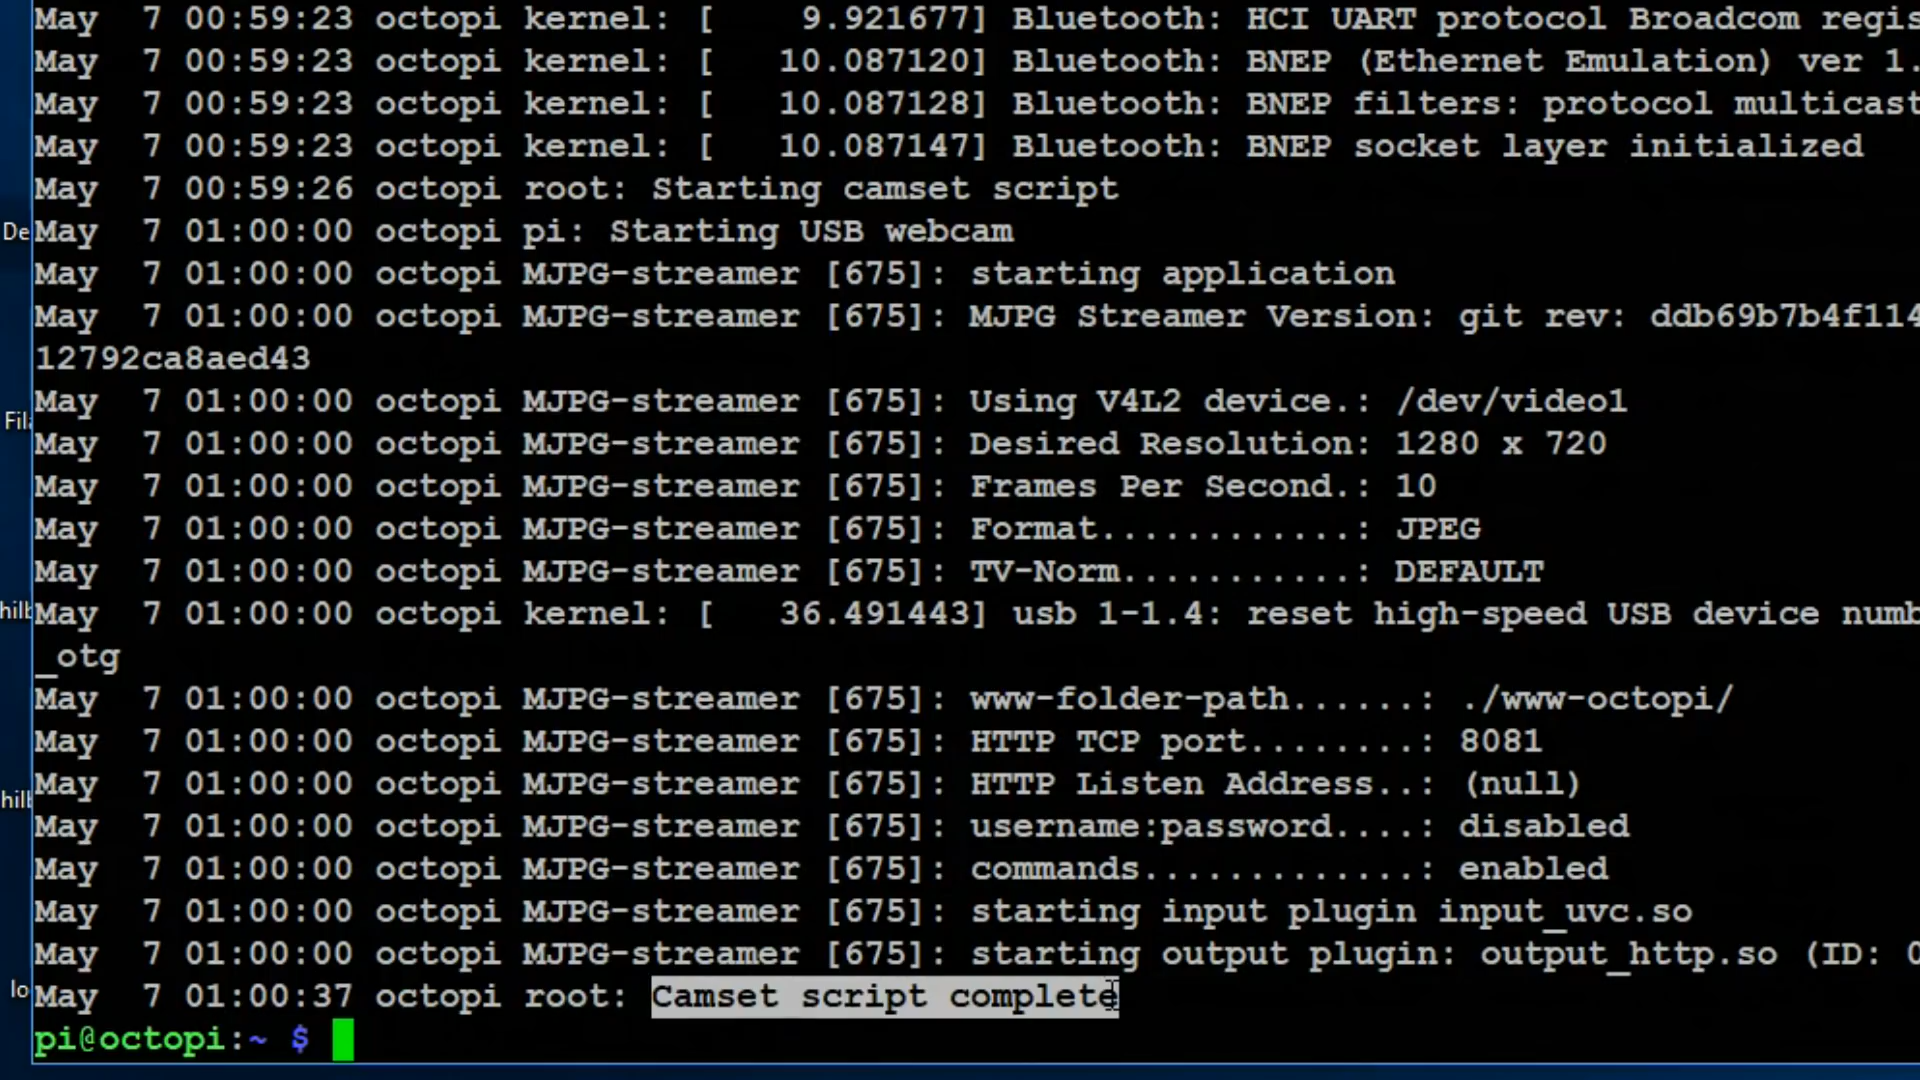 May  7 00:59:23 octopi kernel: [    9.921677] Bluetooth: HCI UART protocol Broadcom regis
May  7 00:59:23 octopi kernel: [   10.087120] Bluetooth: BNEP (Ethernet Emulation) ver 1.
May  7 00:59:23 octopi kernel: [   10.087128] Bluetooth: BNEP filters: protocol multicast
May  7 00:59:23 octopi kernel: [   10.087147] Bluetooth: BNEP socket layer initialized
May  7 00:59:26 octopi root: Starting camset script
De
May  7 01:00:00 octopi pi: Starting USB webcam
May  7 01:00:00 octopi MJPG-streamer [675]: starting application
May  7 01:00:00 octopi MJPG-streamer [675]: MJPG Streamer Version: git rev: ddb69b7b4f114
12792ca8aed43
May  7 01:00:00 octopi MJPG-streamer [675]: Using V4L2 device.: /dev/video1
Fil
May  7 01:00:00 octopi MJPG-streamer [675]: Desired Resolution: 1280 x 720
May  7 01:00:00 octopi MJPG-streamer [675]: Frames Per Second.: 10
May  7 01:00:00 octopi MJPG-streamer [675]: Format............: JPEG
May  7 01:00:00 octopi MJPG-streamer [675]: TV-Norm...........: DEFAULT
hilb
May  7 01:00:00 octopi kernel: [   36.491443] usb 1-1.4: reset high-speed USB device numb
_otg
May  7 01:00:00 octopi MJPG-streamer [675]: www-folder-path......: ./www-octopi/
May  7 01:00:00 octopi MJPG-streamer [675]: HTTP TCP port........: 8081
May  7 01:00:00 octopi MJPG-streamer [675]: HTTP Listen Address..: (null)
hilb
May  7 01:00:00 octopi MJPG-streamer [675]: username:password....: disabled
May  7 01:00:00 octopi MJPG-streamer [675]: commands.............: enabled
May  7 01:00:00 octopi MJPG-streamer [675]: starting input plugin input_uvc.so
May  7 01:00:00 octopi MJPG-streamer [675]: starting output plugin: output_http.so (ID: 0
lo
May  7 01:00:37 octopi root: Camset script complete
pi@octopi:~ $